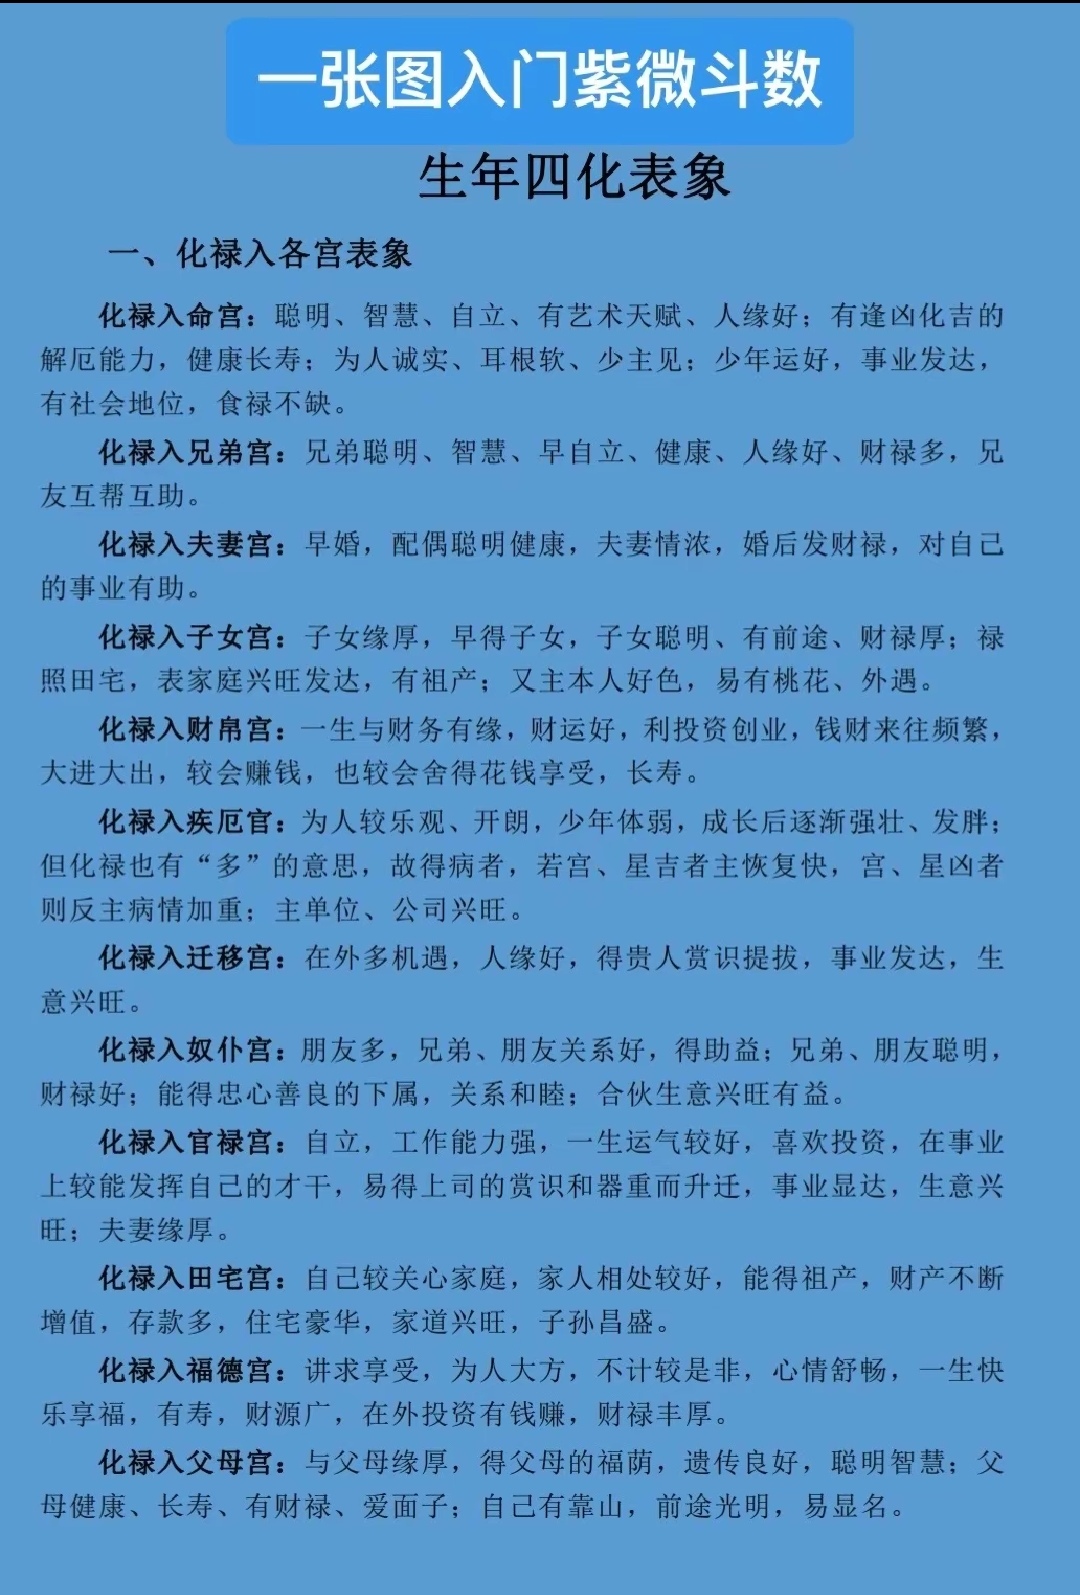 一张图入门紫微斗数
生年四化表象
一、化禄入各宫表象
化禄入命宫：聪明、智慧、自立、有艺术天赋、人缘好；有逢凶化吉的
解厄能力，健康长寿；为人诚实、耳根软、少主见；少年运好，事业发达，
有社会地位，食禄不缺。
化禄入兄弟宫：兄弟聪明、智慧、早自立、健康、人缘好、财禄多，兄
友互帮互助。
化禄入夫妻宫：早婚，配偶聪明健康，夫妻情浓，婚后发财禄，对自己
的事业有助。
化禄入子女宫：子女缘厚，早得子女，子女聪明、有前途、财禄厚；禄
照田宅，表家庭兴旺发达，有祖产；又主本人好色，易有桃花、外遇。
化禄入财帛宫：一生与财务有缘，财运好，利投资创业，钱财来往频繁，
大进大出，较会赚钱，也较会舍得花钱享受，长寿。
化禄入疾厄官：为人较乐观、开朗，少年体弱，成长后逐渐强壮、发胖；
但化禄也有“多”的意思，故得病者，若宫、星吉者主恢复快，宫、星凶者
则反主病情加重；主单位、公司兴旺。
化禄入迁移宫：在外多机遇，人缘好，得贵人赏识提拔，事业发达，生
意兴旺。
化禄入奴仆宫：朋友多，兄弟、朋友关系好，得助益；兄弟、朋友聪明，
财禄好；能得忠心善良的下属，关系和睦；合伙生意兴旺有益。
化禄入官禄宫：自立，工作能力强，一生运气较好，喜欢投资，在事业
上较能发挥自己的才干，易得上司的赏识和器重而升迁，事业显达，生意兴
旺；夫妻缘厚。
化禄入田宅宫：自己较关心家庭，家人相处较好，能得祖产，财产不断
增值，存款多，住宅豪华，家道兴旺，子孙昌盛。
化禄入福德宫：讲求享受，为人大方，不计较是非，心情舒畅，一生快
乐享福，有寿，财源广，在外投资有钱赚，财禄丰厚。
化禄入父母宫：与父母缘厚，得父母的福荫，遗传良好，聪明智慧；父
母健康、长寿、有财禄、爱面子；自己有靠山，前途光明，易显名。